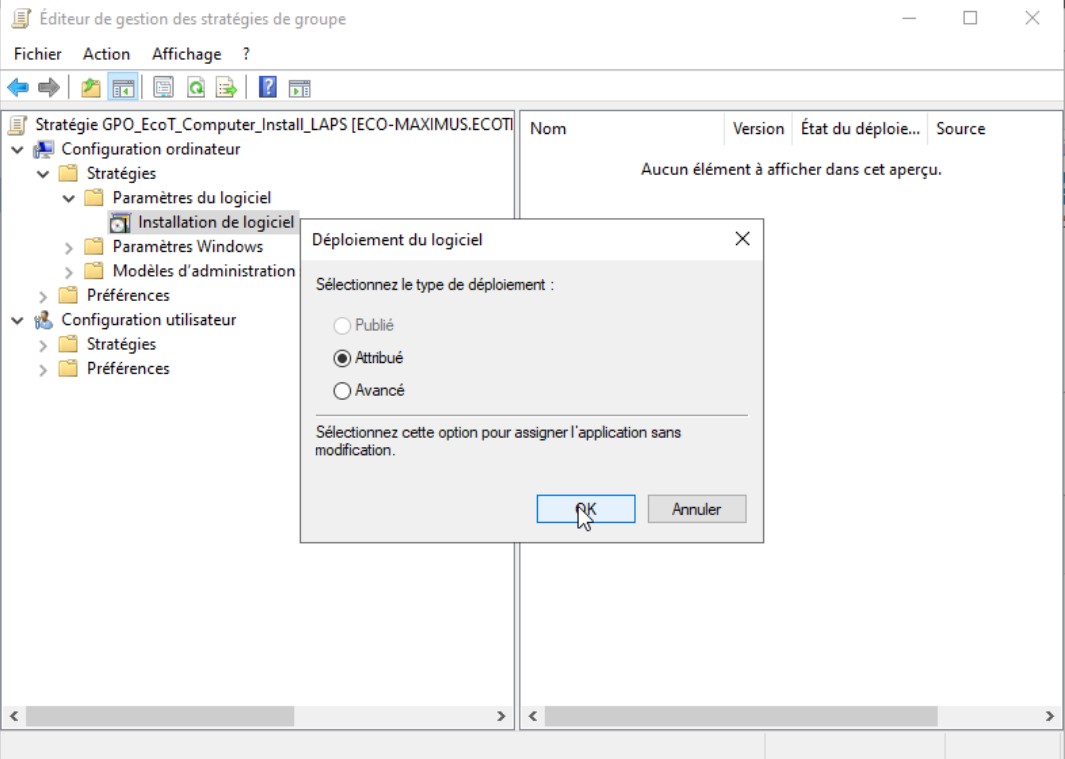 Éditeur de gestion des stratégies de groupe
Fichier Action Affichage ?
Stratégie GPO_EcoT_Computer_Install_LAPS [ECO-MAXIMUS.ECOTI
Configuration ordinateur
Stratégies
Paramètres du logiciel
Installation de logiciel
Paramètres Windows
Modèles d'administration
Préférences
Configuration utilisateur
Stratégies
Préférences
Nom Version État du déploie... Source
Aucun élément à afficher dans cet aperçu.
Déploiement du logiciel
Sélectionnez le type de déploiement :
Publié
Attribué
Avancé
Sélectionnez cette option pour assigner l'application sans
modification.
OK Annuler